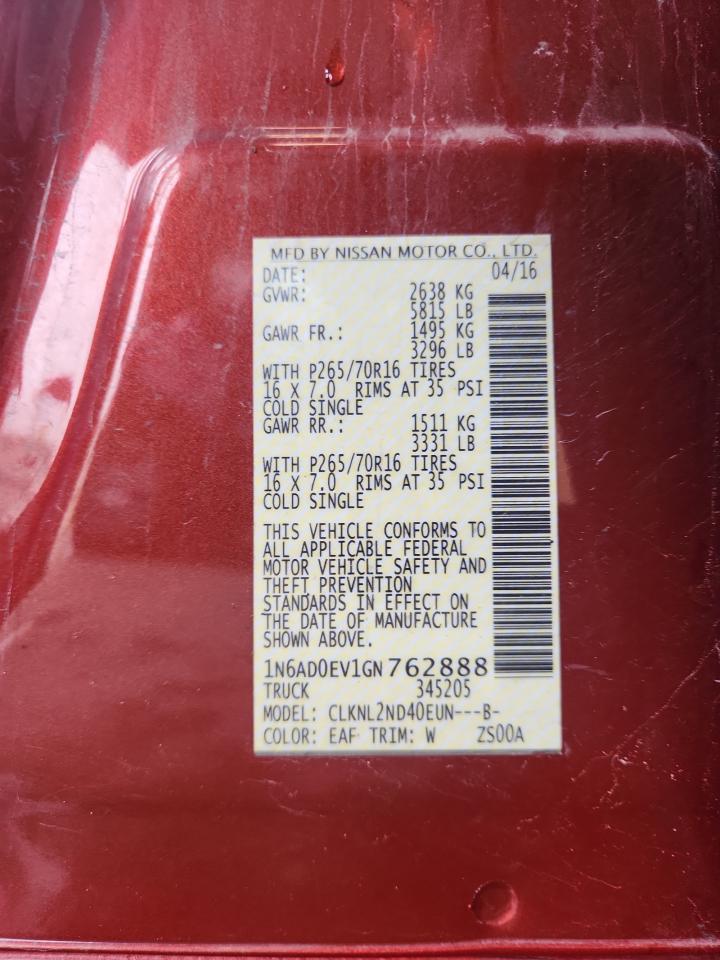 MFD BY NISSAN MOTOR CO., LTD.
DATE: 04/16
GVWR: 2638 KG
5815 LB
GAWR FR.: 1495 KG
3296 LB
WITH P265/70R16 TIRES
16 X 7.0 RIMS AT 35 PSI
COLD SINGLE
GAWR RR.: 1511 KG
3331 LB
WITH P265/70R16 TIRES
16 X 7.0 RIMS AT 35 PSI
COLD SINGLE
THIS VEHICLE CONFORMS TO
ALL APPLICABLE FEDERAL
MOTOR VEHICLE SAFETY AND
THEFT PREVENTION
STANDARDS IN EFFECT ON
THE DATE OF MANUFACTURE
SHOWN ABOVE.
1N6AD0EV1GN762888
TRUCK 345205
MODEL: CLKNL2ND40EUN---B-
COLOR: EAF TRIM: W ZS00A